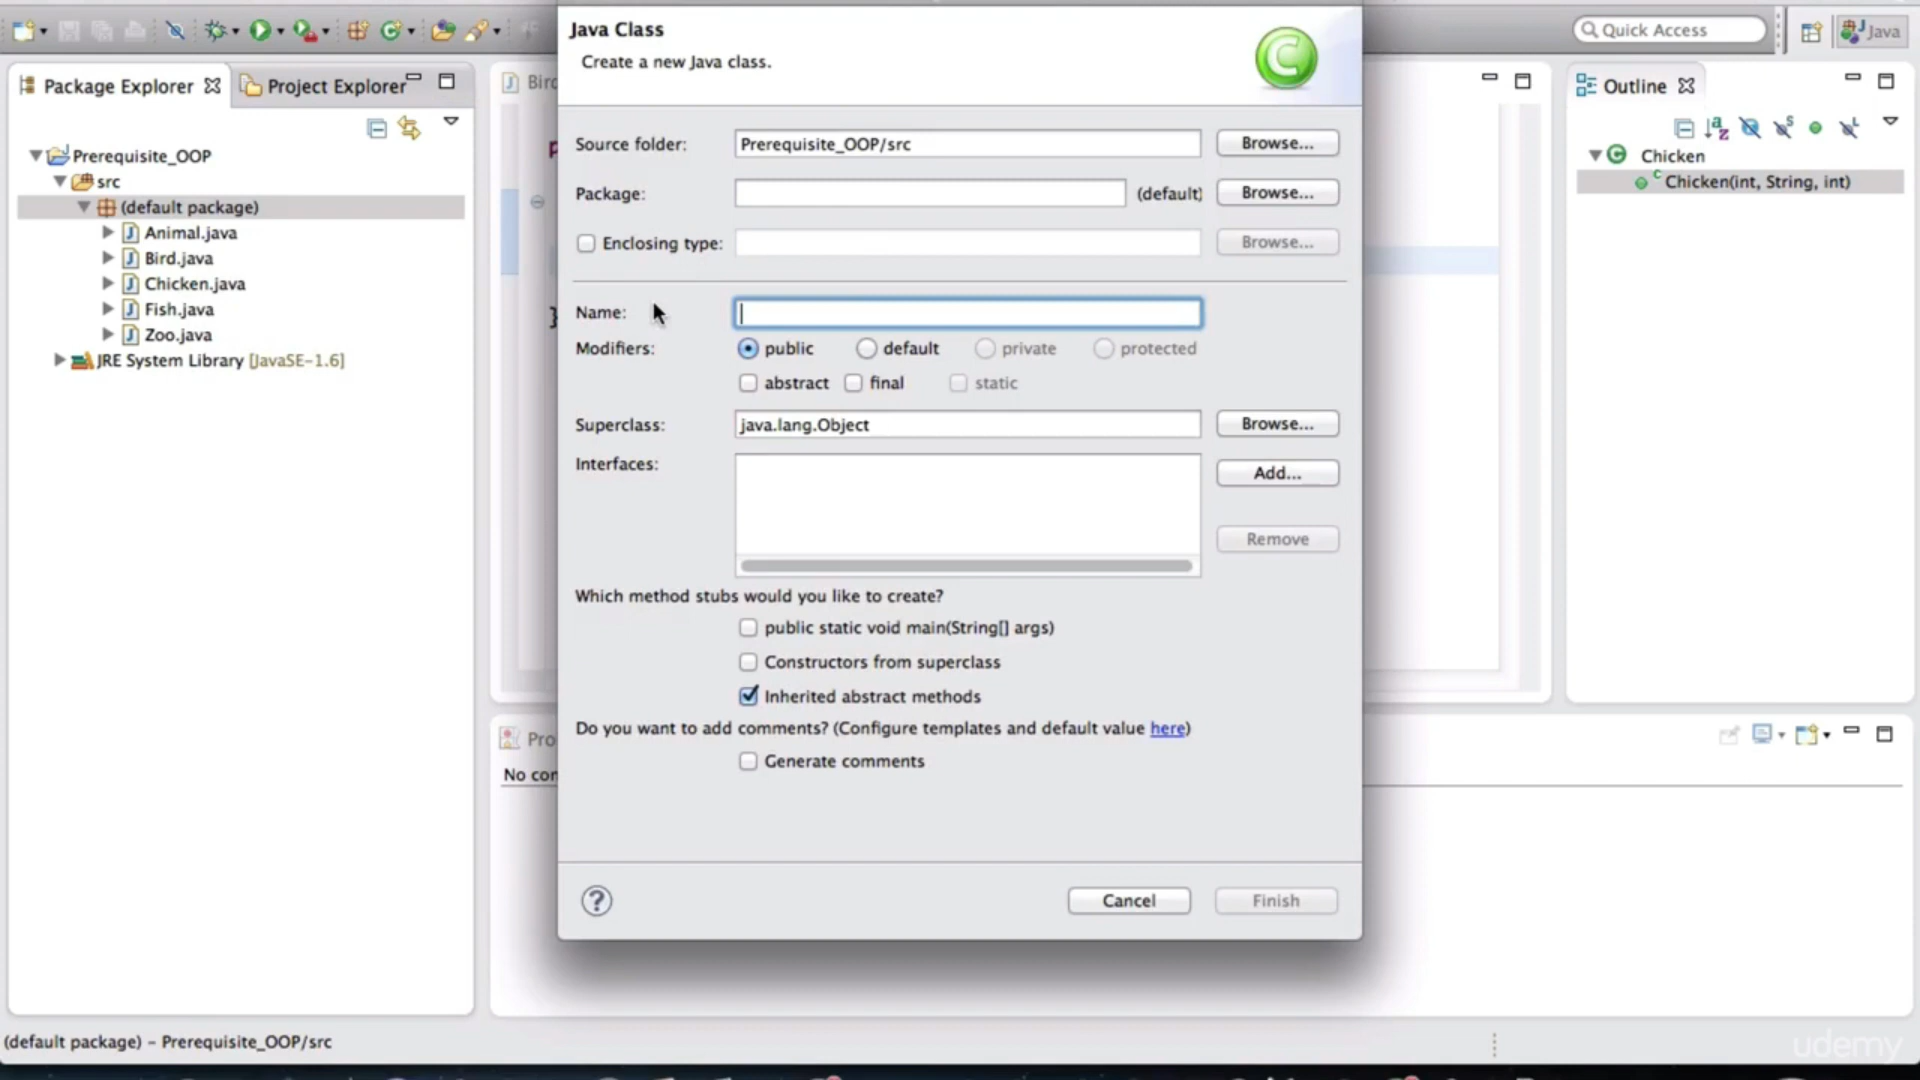 Java Class
Create a new Java class.
Quick Access
Java
Package Explorer
Project Explorer
Outline
Prerequisite_OOP
src
(default package)
Animal.java
Bird.java
Chicken.java
Fish.java
Zoo.java
JRE System Library [JavaSE-1.6]
Source folder: Prerequisite_OOP/src Browse...
Package: (default) Browse...
Enclosing type: Browse...
Name:
Modifiers: public default private protected
abstract final static
Superclass: java.lang.Object Browse...
Interfaces: Add...
Remove
Which method stubs would you like to create?
public static void main(String[] args)
Constructors from superclass
Inherited abstract methods
Do you want to add comments? (Configure templates and default value here)
Generate comments
? Cancel Finish
Chicken
Chicken(int, String, int)
No con
(default package) – Prerequisite_OOP/src
udemy